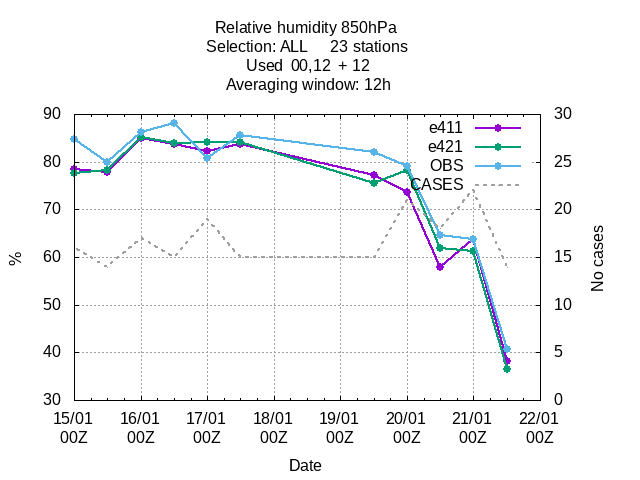 Relative humidity 850hPa
Selection: ALL     23 stations
Used  00,12  + 12
Averaging window: 12h
90
80
70
60
50
40
30
%
30
25
20
15
10
5
0
No cases
e411
e421
OBS
CASES
15/01 16/01 17/01 18/01 19/01 20/01 21/01 22/01
00Z 00Z 00Z 00Z 00Z 00Z 00Z 00Z
Date